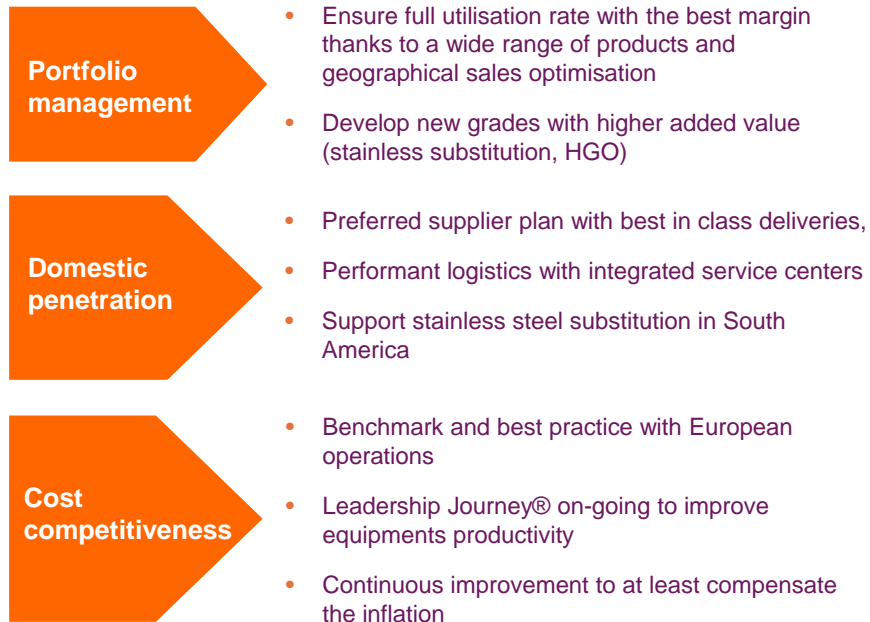 Portfolio
management
• Ensure full utilisation rate with the best margin
thanks to a wide range of products and
geographical sales optimisation
• Develop new grades with higher added value
(stainless substitution, HGO)
Domestic
penetration
• Preferred supplier plan with best in class deliveries,
• Performant logistics with integrated service centers
• Support stainless steel substitution in South
America
Cost
competitiveness
• Benchmark and best practice with European
operations
• Leadership Journey® on-going to improve
equipments productivity
• Continuous improvement to at least compensate
the inflation